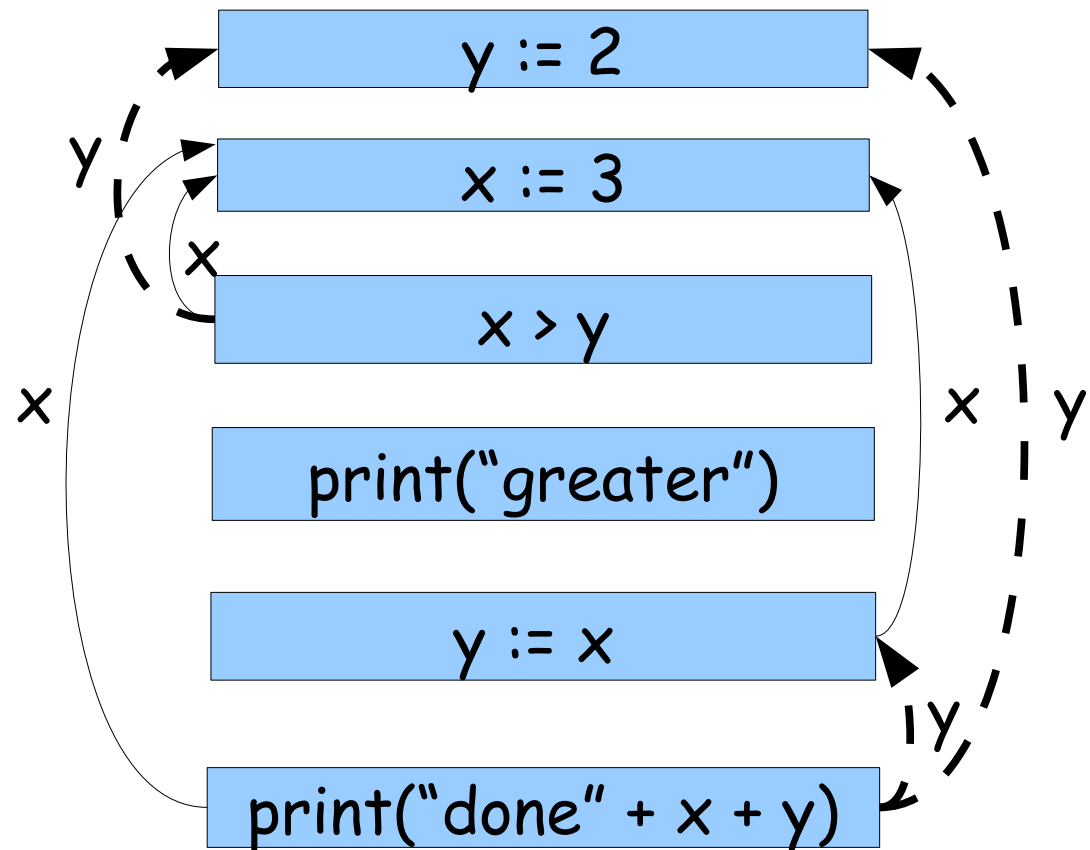 y := 2
y
x := 3
x
x > y
x
x
y
print(“greater”)
y := x
y
print(“done” + x + y)